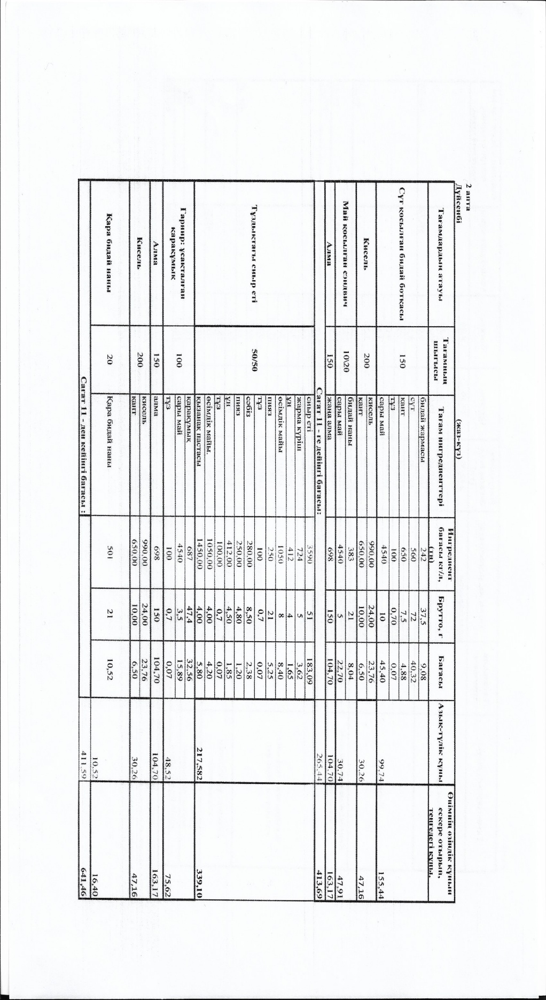 2 апта
Дүйсенбі (жаз-күз)
Тағамдардың атауы Тағамның шығысы Тағам ингредиенттері Ингредиент бағасы кг/л, (тн) Брутто, г Бағасы Азық-түлік құны Өнімнің өзіндік құнын ескере отырып, теңгедегі құны.
Сүт қосылған бидай ботқасы 150 бидай жармасы 242 37,5 9,08
сүт 560 72 40,32
қант 650 7,5 4,88
тұз 100 0,70 0,07
сары май 4540 10 45,40 99,74 155,44
Кисель 200 кисель 990,00 24,00 23,76
қант 650,00 10,00 6,50 30,26 47,16
Май қосылған сэндвич 10\20 бидай наны 383 21 8,04
сары май 4540 5 22,70 30,74 47,91
Алма 150 жаңа алма 698 150 104,70 104,70 163,17
Сағат 11 - ге дейінгі бағасы: 265,44 413,69
Тұздықтағы сиыр еті 50/50 сиыр еті 3590 51 183,09
жарма күріш 724 5 3,62
ұн 412 4 1,65
өсімдік майы 1050 8 8,40
пияз 250 21 5,25
тұз 100 0,7 0,07
сәбіз 280,00 8,50 2,38
пияз 250,00 4,80 1,20
ұн 412,00 4,50 1,85
тұз 100,00 0,7 0,07
өсімдік майы. 1050,00 4,00 4,20
қызанақ пастасы 1450,00 4,00 5,80 217,582 339,10
Гарнир: ұсакталған қарақұмық 100 қарақұмық 687 47,4 32,56
сары май 4540 3,5 15,89
тұз 100 0,7 0,07 48,52 75,62
Алма 150 алма 698 150 104,70 104,70 163,17
Кисель 200 кисель 990,00 24,00 23,76
қант 650,00 10,00 6,50 30,26 47,16
Қара бидай наны 20 Қара бидай наны 501 21 10,52 10,52 16,40
Сағат 11 - ден кейінгі бағасы : 411,59 641,46